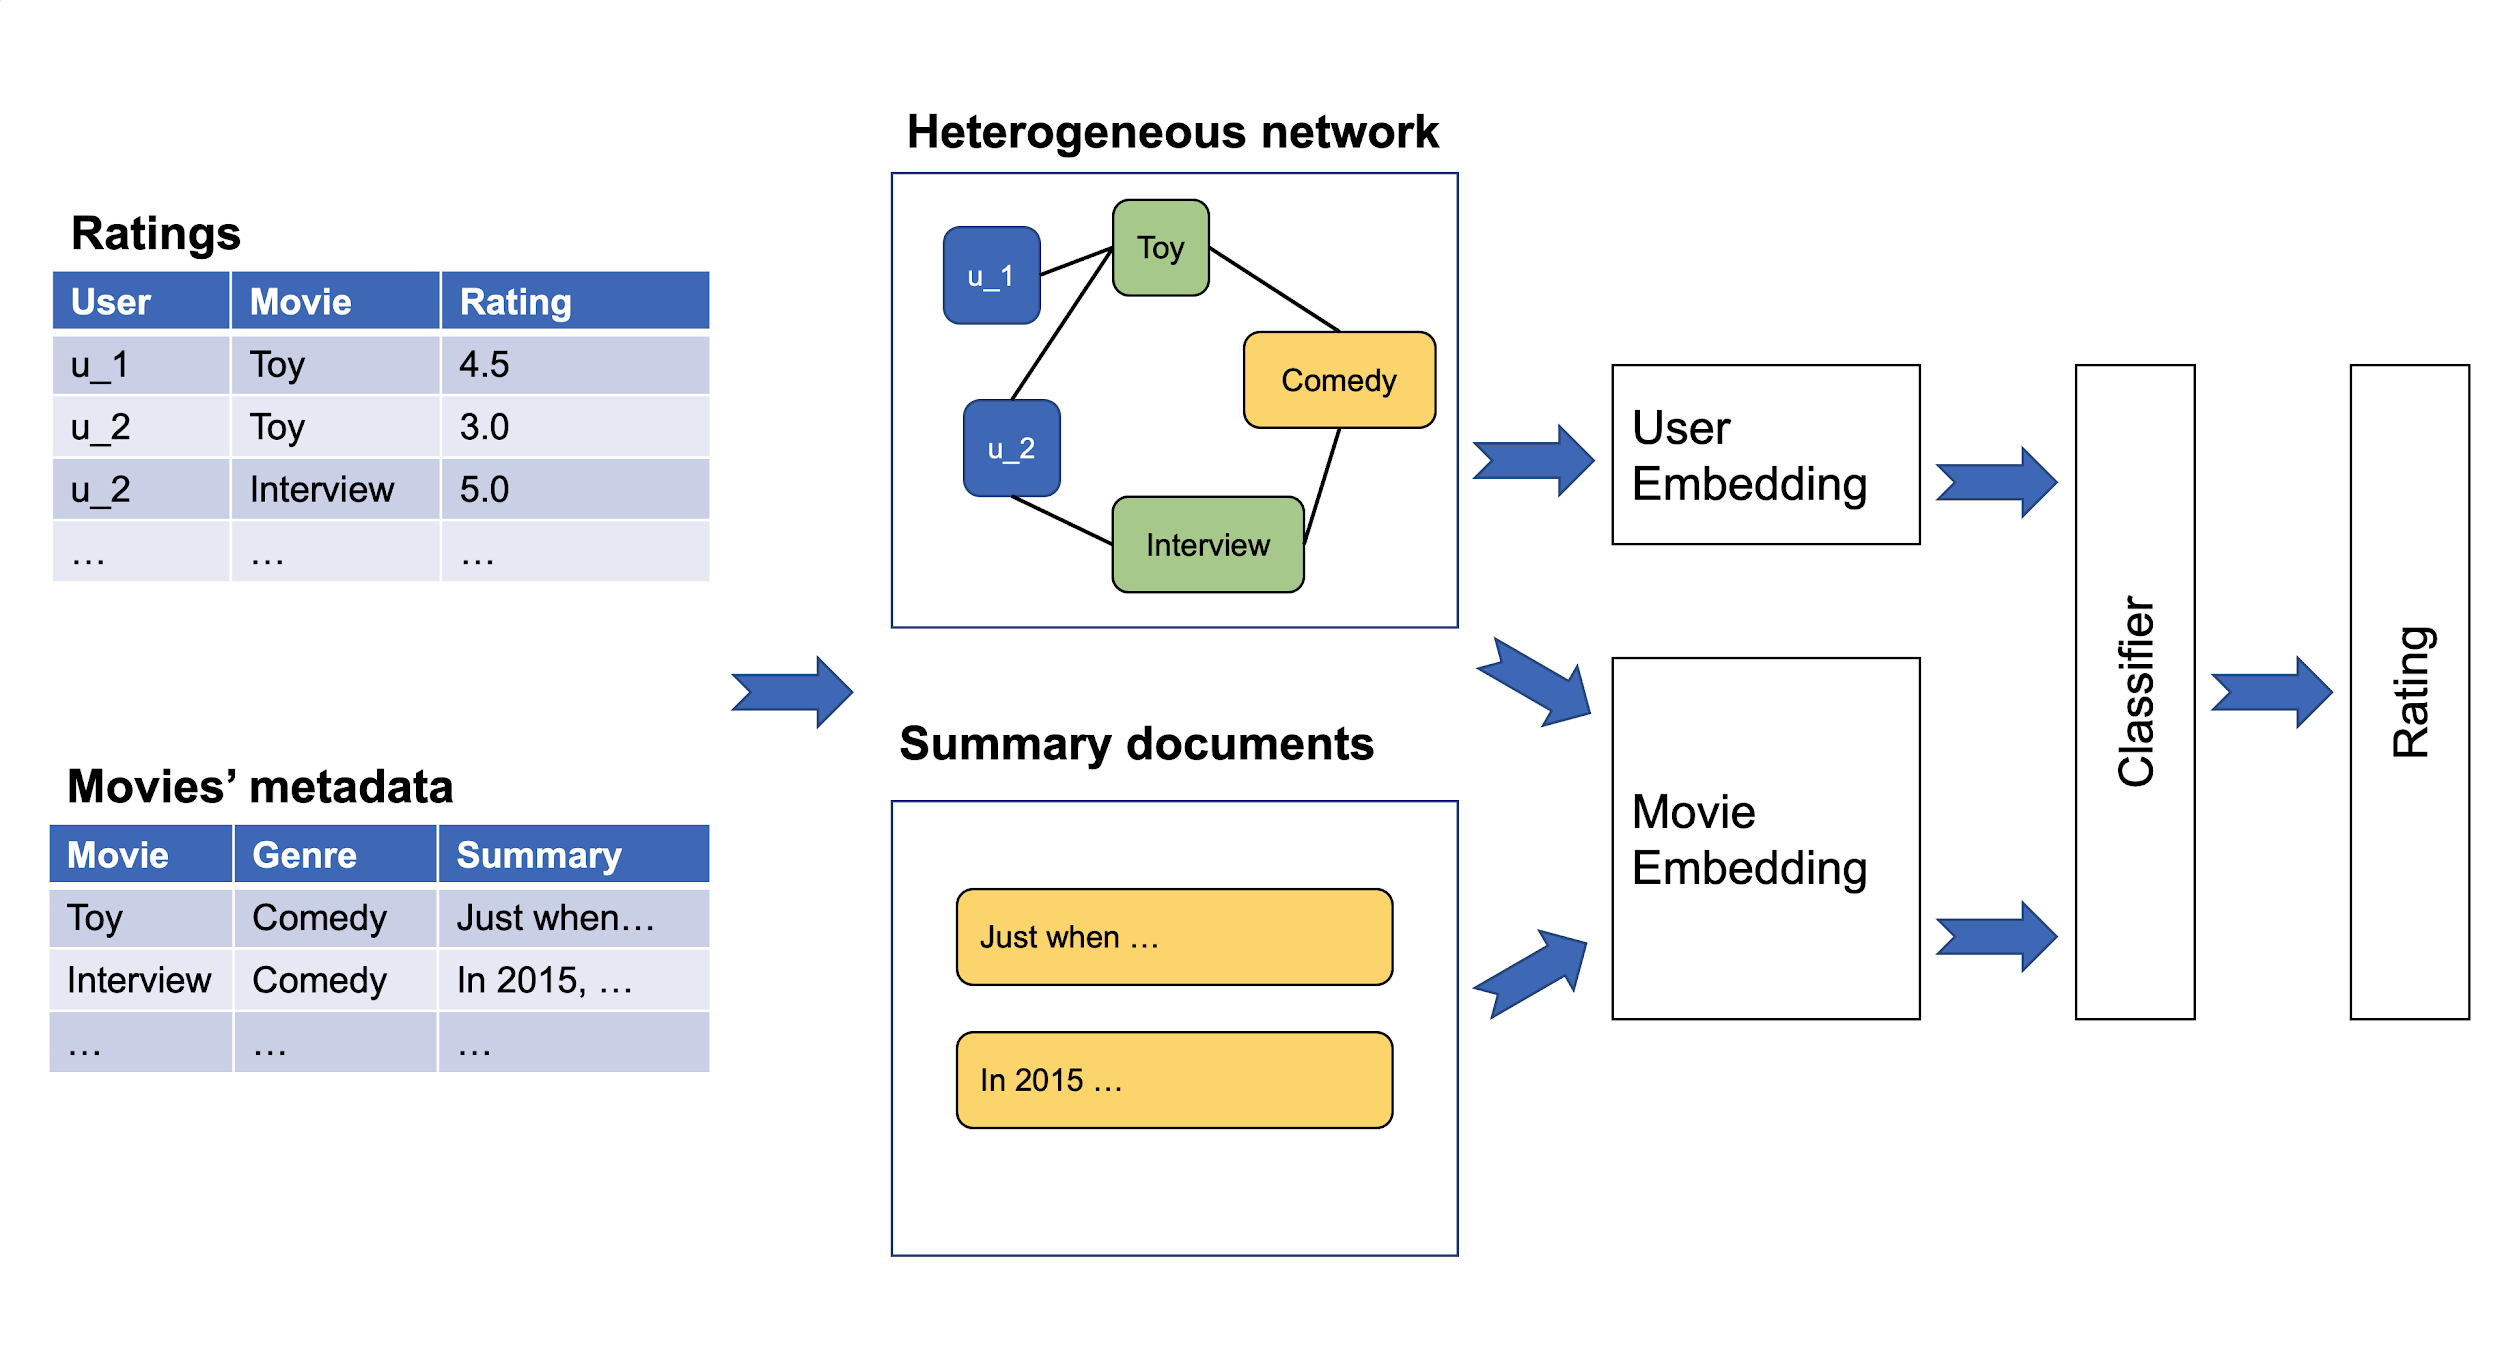 Ratings
User Movie Rating
u_1 Toy 4.5
u_2 Toy 3.0
u_2 Interview 5.0
… … …
Movies’ metadata
Movie Genre Summary
Toy Comedy Just when…
Interview Comedy In 2015, …
… … …
Heterogeneous network
u_1
Toy
Comedy
u_2
Interview
Summary documents
Just when …
In 2015 …
User
Embedding
Movie
Embedding
Classifier
Rating